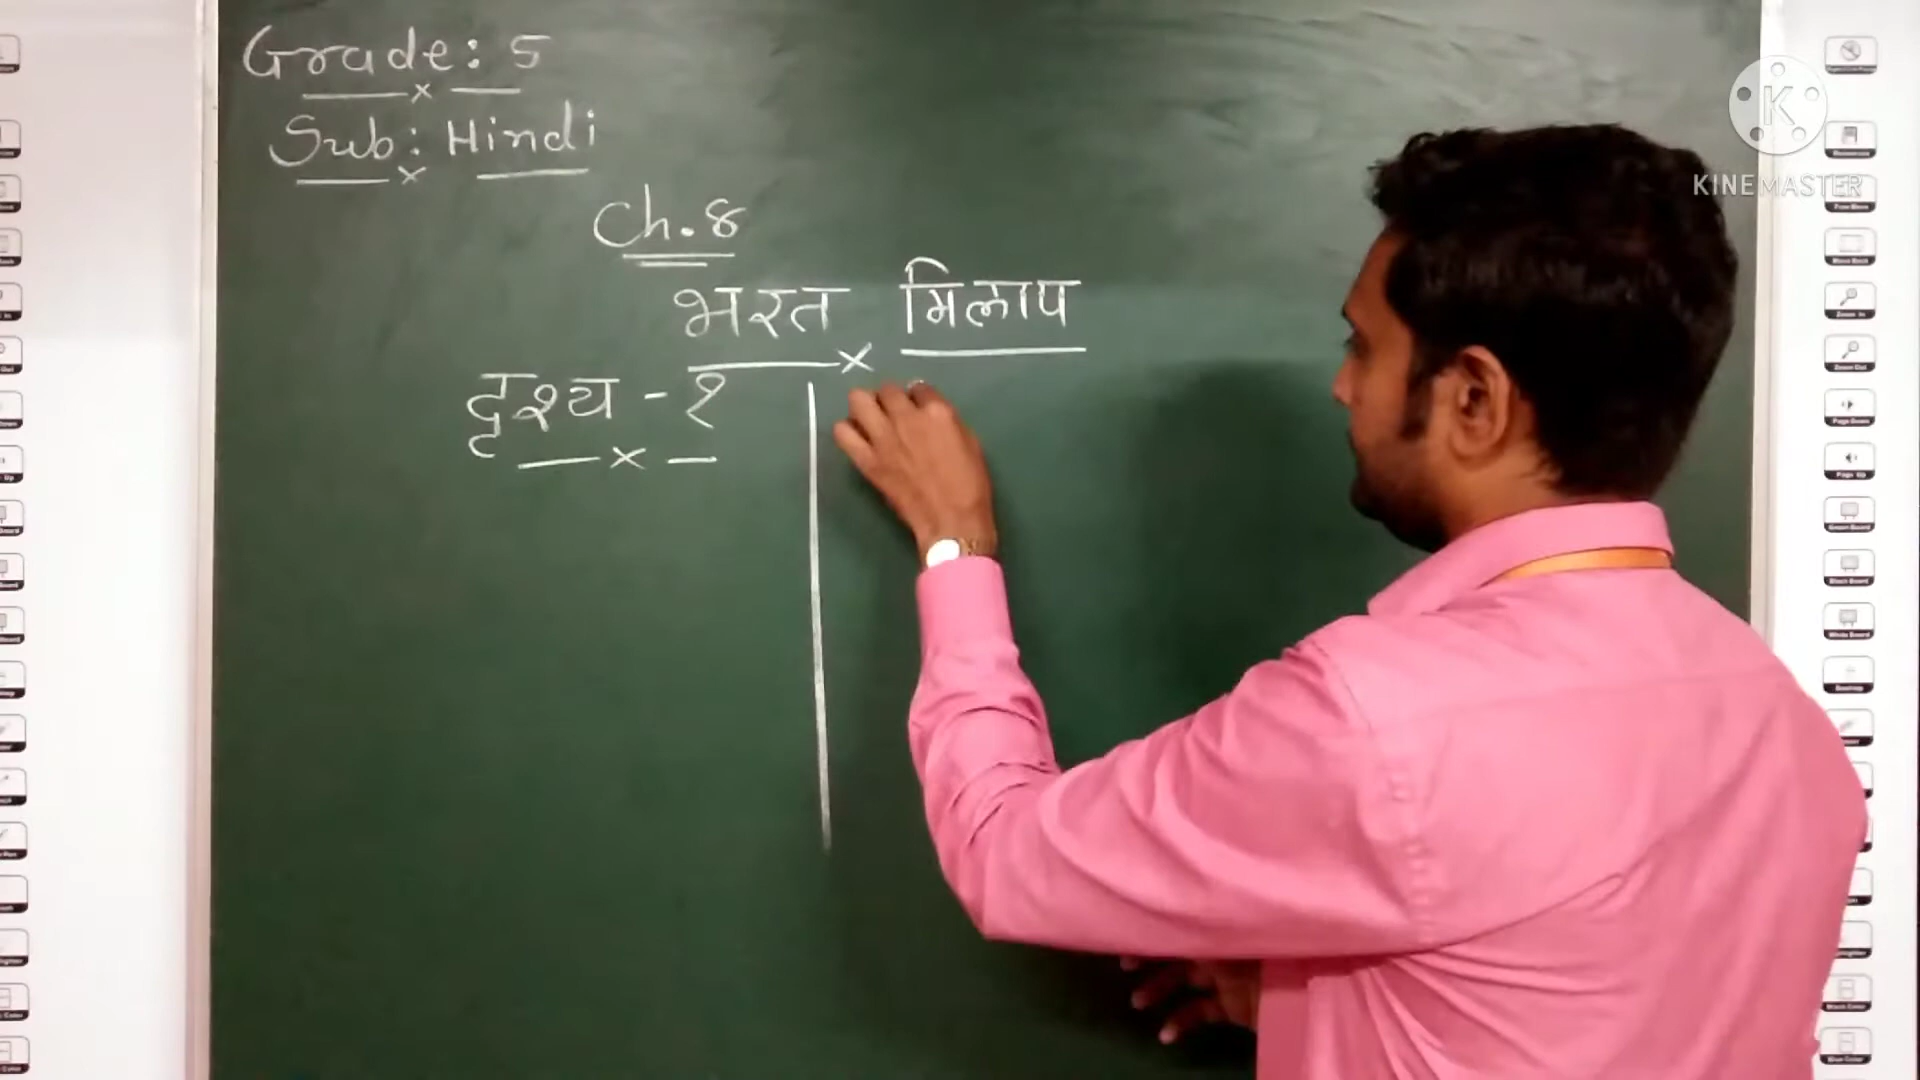 Grade: 5
Sub: Hindi
Ch. 8
भरत मिलाप
दृश्य - १
K
KINEMASTER